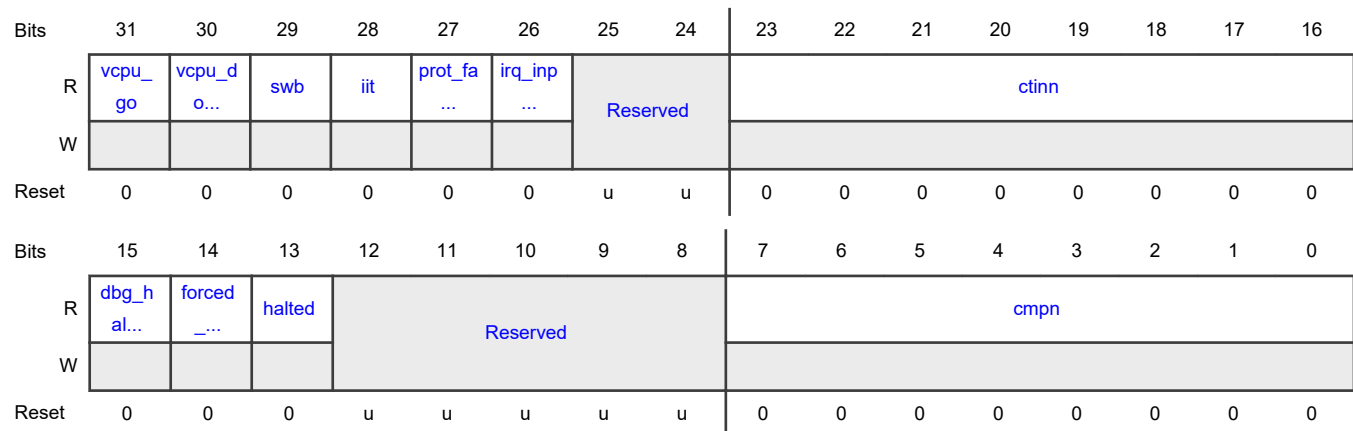 Bits 31 30 29 28 27 26 25 24 23 22 21 20 19 18 17 16
R vcpu_ go vcpu_d o... swb iit prot_fa ... irq_inp ... Reserved ctinn
W
Reset 0 0 0 0 0 0 u u 0 0 0 0 0 0 0 0
Bits 15 14 13 12 11 10 9 8 7 6 5 4 3 2 1 0
R dbg_h al... forced _... halted Reserved cmpn
W
Reset 0 0 0 u u u u u 0 0 0 0 0 0 0 0